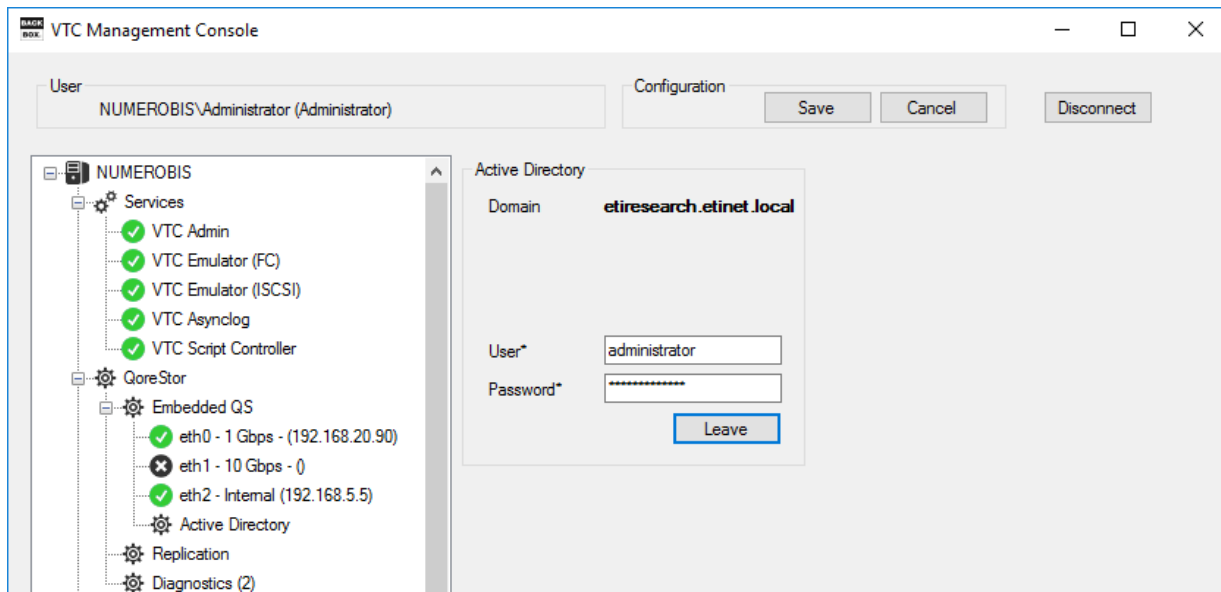 BACK
BOX.
VTC Management Console
User
NUMEROBIS\Administrator (Administrator)
Configuration
Save
Cancel
Disconnect
NUMEROBIS
Services
VTC Admin
VTC Emulator (FC)
VTC Emulator (ISCSI)
VTC Asynclog
VTC Script Controller
QoreStor
Embedded QS
eth0 - 1 Gbps - (192.168.20.90)
eth1 - 10 Gbps - ()
eth2 - Internal (192.168.5.5)
Active Directory
Replication
Diagnostics (2)
Active Directory
Domain etiresearch.etinet.local
User* administrator
Password* *************
Leave